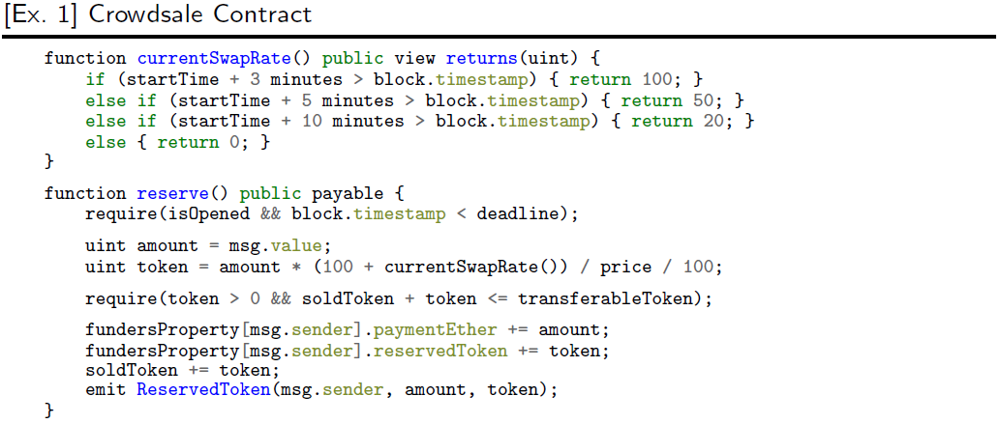 [Ex. 1] Crowdsale Contract
function currentSwapRate() public view returns(uint) {
if (startTime + 3 minutes > block.timestamp) { return 100; }
else if (startTime + 5 minutes > block.timestamp) { return 50; }
else if (startTime + 10 minutes > block.timestamp) { return 20; }
else { return 0; }
}
function reserve() public payable {
require(isOpened && block.timestamp < deadline);
uint amount = msg.value;
uint token = amount * (100 + currentSwapRate()) / price / 100;
require(token > 0 && soldToken + token <= transferableToken);
fundersProperty[msg.sender].paymentEther += amount;
fundersProperty[msg.sender].reservedToken += token;
soldToken += token;
emit ReservedToken(msg.sender, amount, token);
}